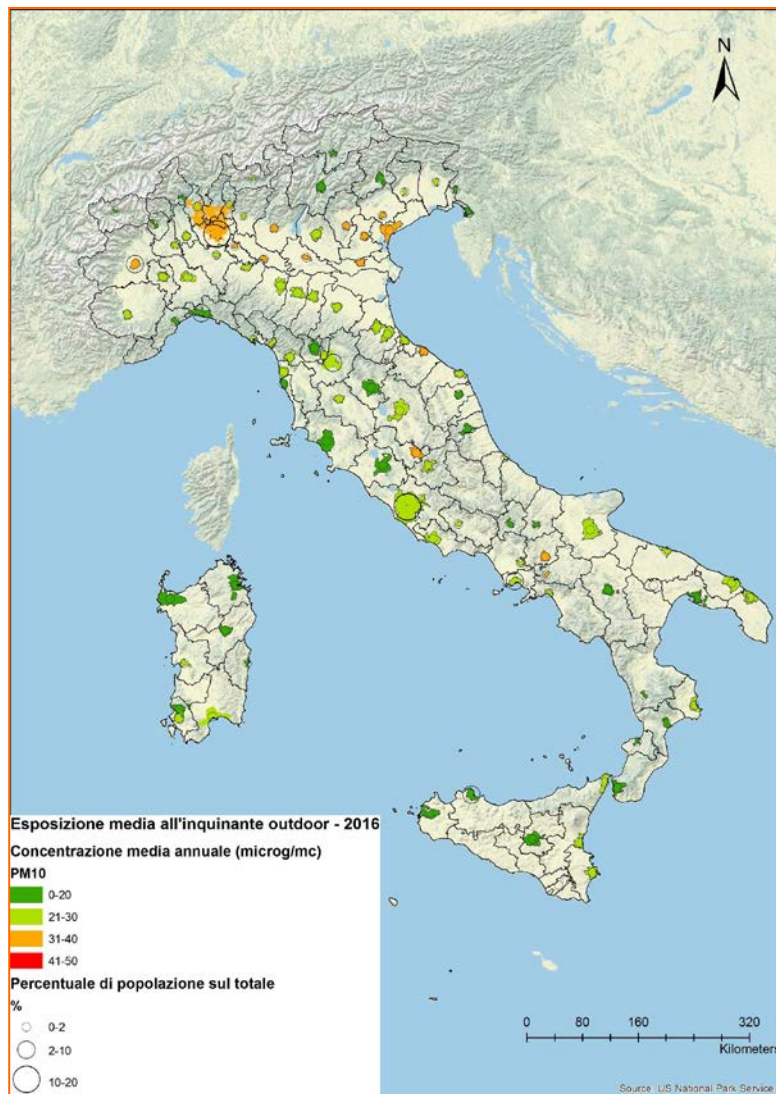 N
Esposizione media all'inquinante outdoor - 2016
Concentrazione media annuale (microg/mc)
PM10
0-20
21-30
31-40
41-50
Percentuale di popolazione sul totale
%
0-2
2-10
10-20
0 80 160 320
Kilometers
Source: US National Park Service